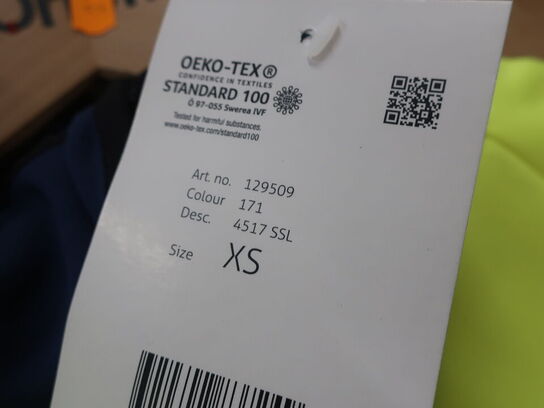 OEKO-TEX®
CONFIDENCE IN TEXTILES
STANDARD 100
Ö 97-055 Swerea IVF
Tested for harmful substances.
www.oeko-tex.com/standard100
Art. no. 129509
Colour 171
Desc. 4517 SSL
Size XS